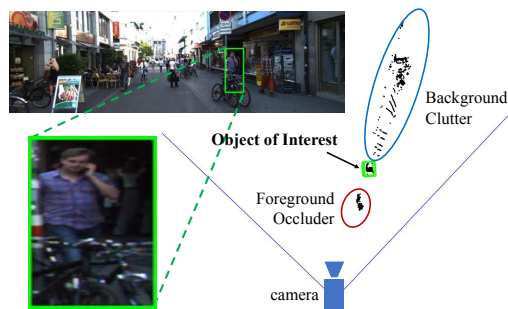 Background
Clutter
Object of Interest
Foreground
Occluder
camera